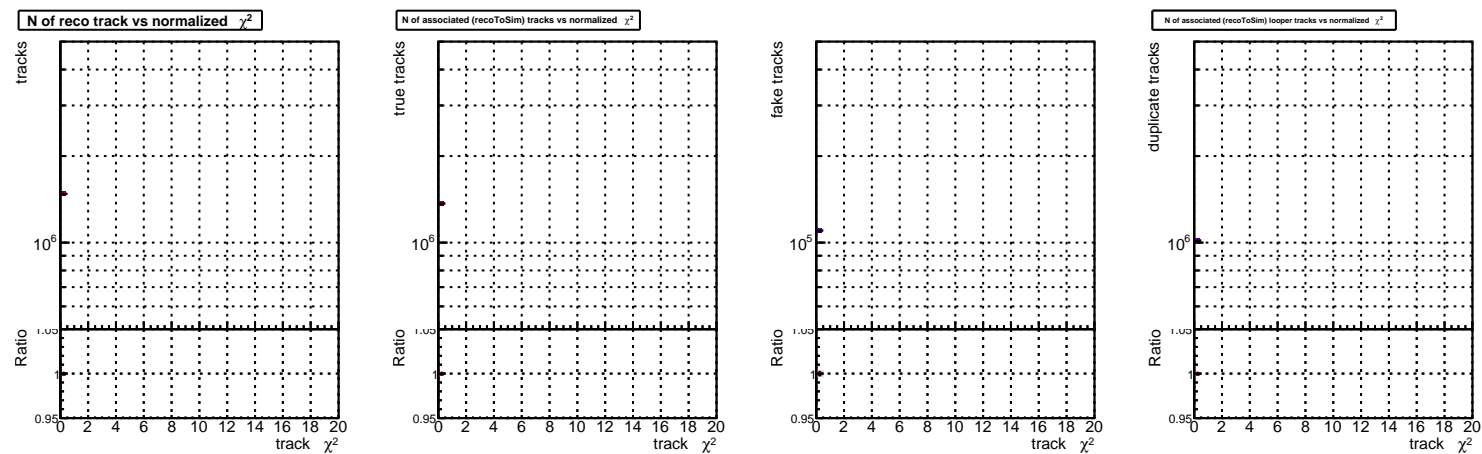 N of reco track vs normalized χ²
tracks
10⁶
1.05
Ratio
1
0.95
0 2 4 6 8 10 12 14 16 18 20
track χ²
N of associated (recoToSim) tracks vs normalized χ²
true tracks
10⁶
1.05
Ratio
1
0.95
0 2 4 6 8 10 12 14 16 18 20
track χ²
fake tracks
10⁵
1.05
Ratio
1
0.95
0 2 4 6 8 10 12 14 16 18 20
track χ²
N of associated (recoToSim) looper tracks vs normalized χ²
duplicate tracks
10⁶
1.05
Ratio
1
0.95
0 2 4 6 8 10 12 14 16 18 20
track χ²